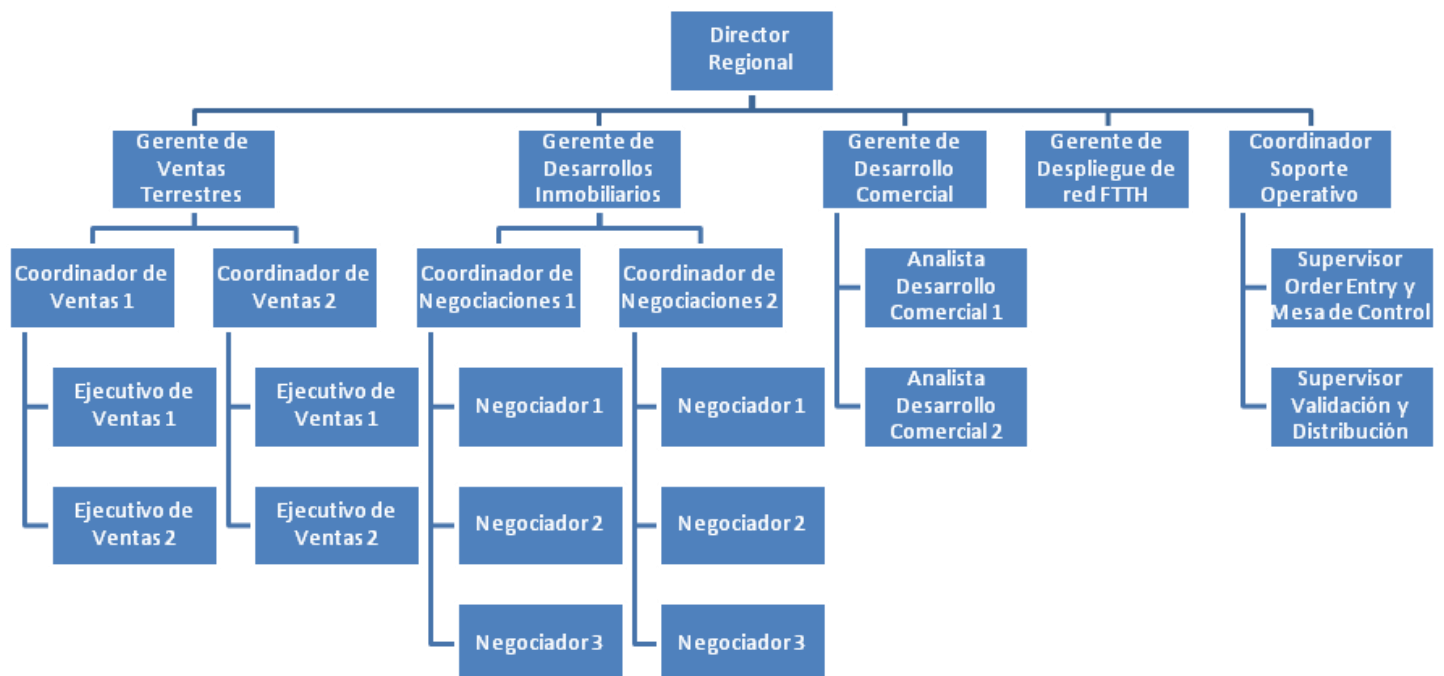 Director
Regional
Gerente de
Ventas
Terrestres
Gerente de
Desarrollos
Inmobiliarios
Gerente de
Desarrollo
Comercial
Gerente de
Despliegue de
red FTTH
Coordinador
Soporte
Operativo
Coordinador de
Ventas 1
Coordinador de
Ventas 2
Coordinador de
Negociaciones 1
Coordinador de
Negociaciones 2
Analista
Desarrollo
Comercial 1
Supervisor
Order Entry y
Mesa de Control
Ejecutivo de
Ventas 1
Ejecutivo de
Ventas 1
Negociador 1
Negociador 1
Analista
Desarrollo
Comercial 2
Supervisor
Validación y
Distribución
Ejecutivo de
Ventas 2
Ejecutivo de
Ventas 2
Negociador 2
Negociador 2
Negociador 3
Negociador 3